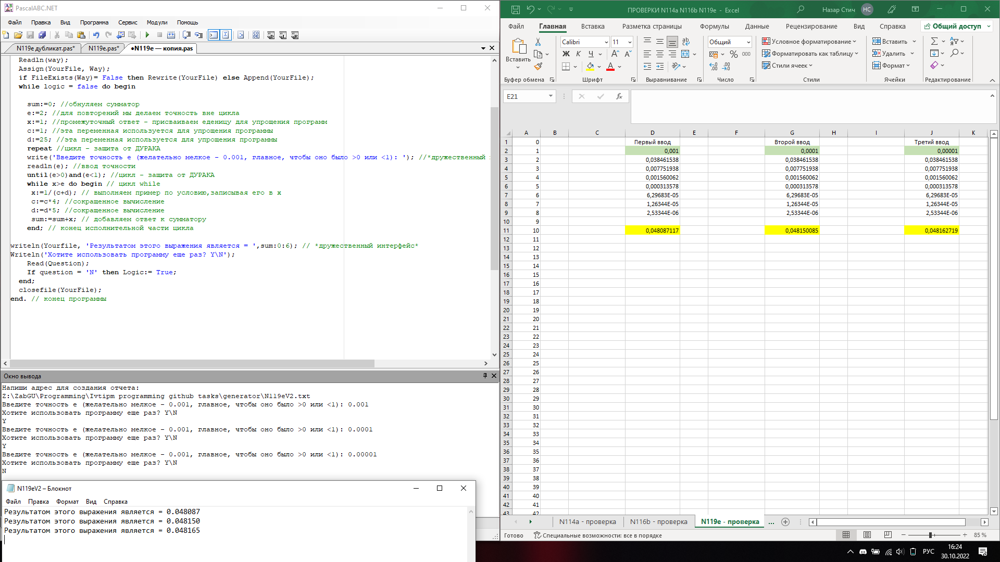 PascalABC.NET
Файл Правка Вид Программа Сервис Модули Помощь
N119e дубликат.pas* N119e.pas* •N119e — копия.pas
Readln(way);
Assign(YourFile, Way);
if FileExists(Way)= False then Rewrite(YourFile) else Append(YourFile);
while logic = false do begin
sum:=0; //обнуляем сумматор
e:=2; //для повторений мы делаем точность вне цикла
x:=1; //промежуточный ответ - присваиваем еденицу для упрощения программ
c:=1; //эта переменная используется для упрощения программы
d:=25; //эта переменная используется для упрощения программы
repeat //цикл - защита от ДУРАКА
write('Введите точность e (желательно мелкое - 0.001, главное, чтобы оно было >0 или <1): '); //*дружественный
readln(e); //ввод точности
until(e>0)and(e<1); //цикл - защита от ДУРАКА
while x>e do begin // цикл while
x:=1/(c+d); // выполняем пример по условию,записывая его в x
c:=c*4; //сокращенное вычисление
d:=d*5; //сокращенное вычисление
sum:=sum+x; // добавляем ответ к сумматору
end; // конец исполнительной части цикла
writeln(Yourfile, 'Результатом этого выражения является = ',sum:0:6); // *дружественный интерфейс*
Writeln('Хотите использовать программу еще раз? Y\N');
Read(Question);
If question = 'N' then Logic:= True;
end;
closefile(YourFile);
end. // конец программы
Окно вывода
Напиши адрес для создания отчета:
Z:\ZabGU\Programming\Ivtipm programming github tasks\generator\N119eV2.txt
Введите точность e (желательно мелкое - 0.001, главное, чтобы оно было >0 или <1): 0.001
Хотите использовать программу еще раз? Y\N
Y
Введите точность e (желательно мелкое - 0.001, главное, чтобы оно было >0 или <1): 0.0001
Хотите использовать программу еще раз? Y\N
Y
Введите точность e (желательно мелкое - 0.001, главное, чтобы оно было >0 или <1): 0.00001
Хотите использовать программу еще раз? Y\N
N
N119eV2 – Блокнот
Файл Правка Формат Вид Справка
Результатом этого выражения является = 0.048087
Результатом этого выражения является = 0.048150
Результатом этого выражения является = 0.048165
ПРОВЕРКИ N114a N116b N119e - Excel
Назар Стич НС
Файл Главная Вставка Разметка страницы Формулы Данные Рецензирование Вид Справка Общий доступ
Вставить
Буфер обмена
Calibri 11
Ж К Ч
Шрифт
Выравнивание
Общий
% 000
Число
Условное форматирование
Форматировать как таблицу
Стили ячеек
Стили
Вставить
Удалить
Формат
Ячейки
Редактирование
E21 fx
A B C D E F G H I J K
1 0 Первый ввод Второй ввод Третий ввод
2 1 0,001 0,0001 0,00001
3 2 0,038461538 0,038461538 0,038461538
4 3 0,007751938 0,007751938 0,007751938
5 4 0,001560062 0,001560062 0,001560062
6 5 0,000313578 0,000313578 0,000313578
7 6 6,29683E-05 6,29683E-05 6,29683E-05
8 7 1,26344E-05 1,26344E-05 1,26344E-05
9 8 2,53344E-06 2,53344E-06 2,53344E-06
10 9
11 10 0,048087117 0,048150085 0,048162719
12 11
13 12
14 13
15 14
16 15
17 16
18 17
19 18
20 19
21 20
22 21
23 22
24 23
25 24
26 25
27 26
28 27
29 28
30 29
31 30
32 31
33 32
34 33
35 34
36 35
37 36
38 37
39 38
40 39
41 40
42 41
43 42
N114a - проверка N116b - проверка N119e - проверка ...
Готово Специальные возможности: все в порядке 85 %
РУС 16:24
30.10.2022